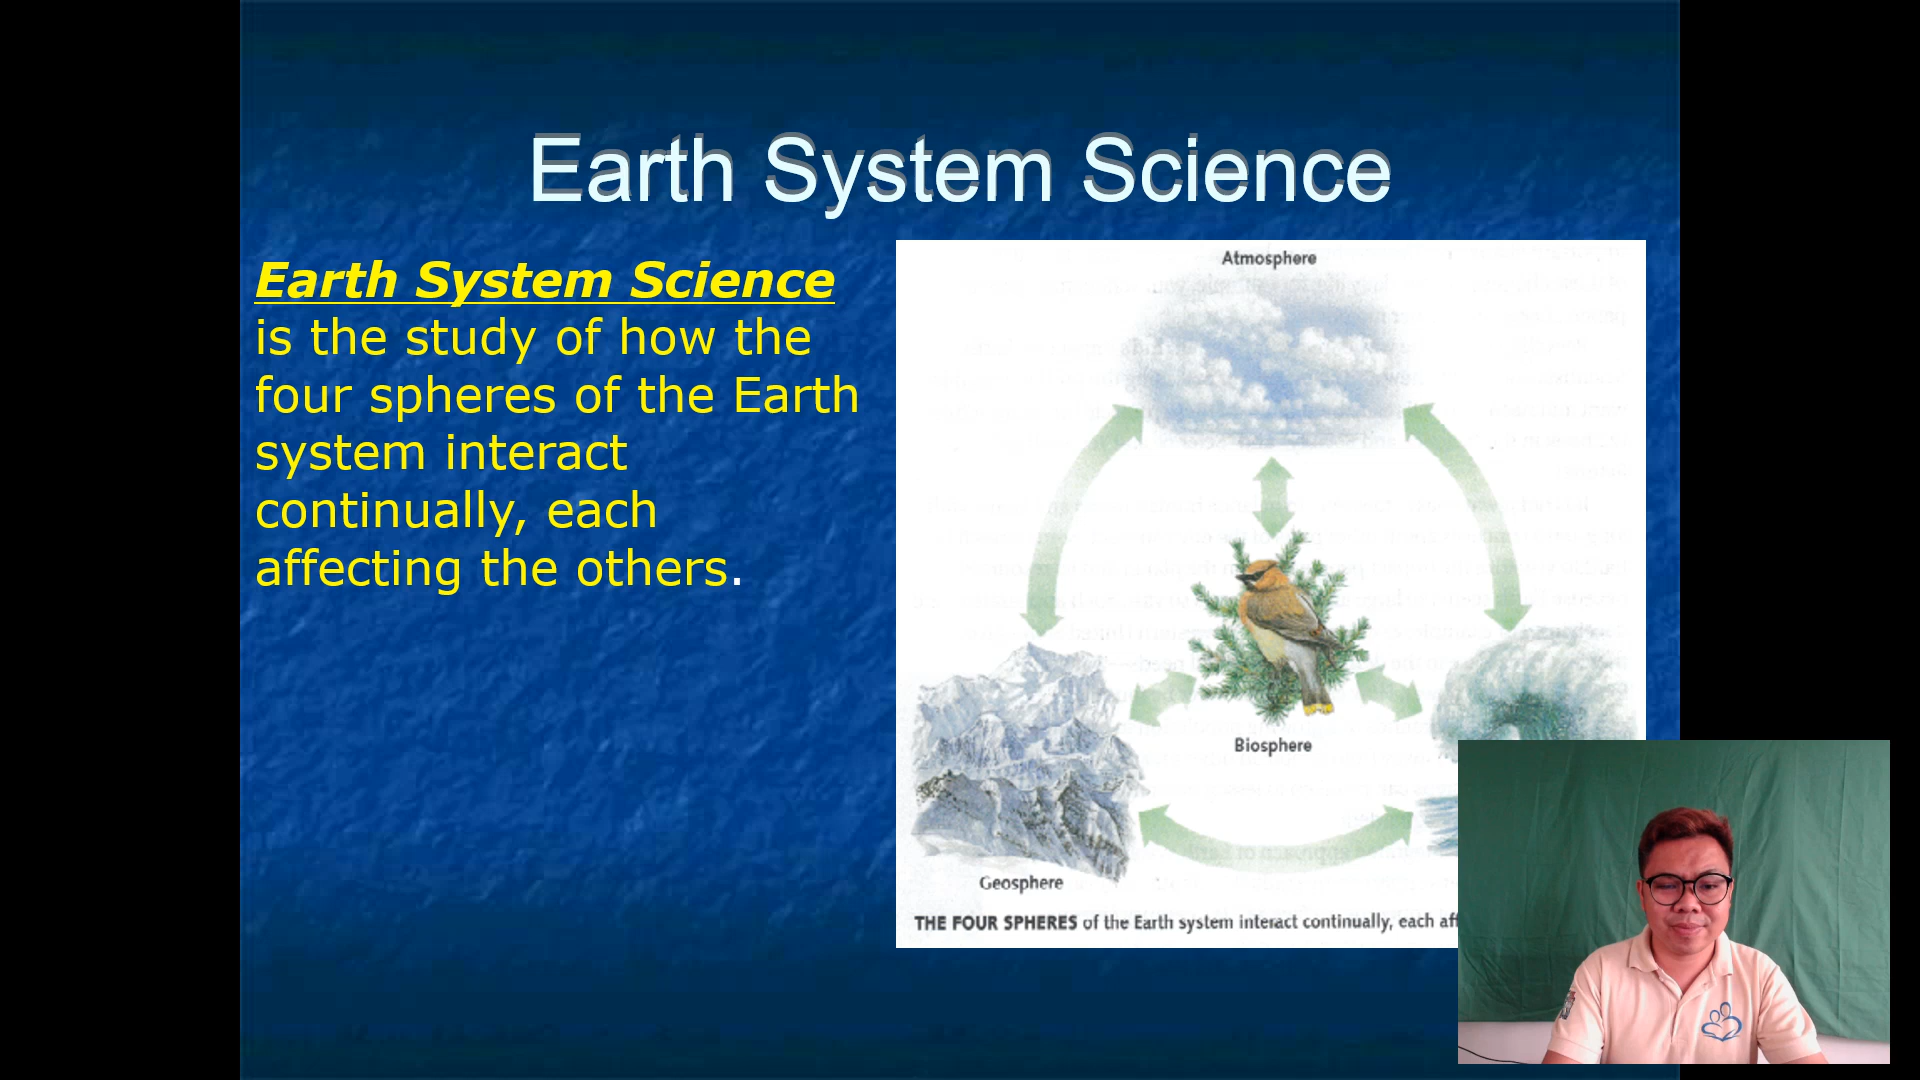 Earth System Science
Earth System Science
is the study of how the
four spheres of the Earth
system interact
continually, each
affecting the others.
Atmosphere
Biosphere
Geosphere
THE FOUR SPHERES of the Earth system interact continually, each